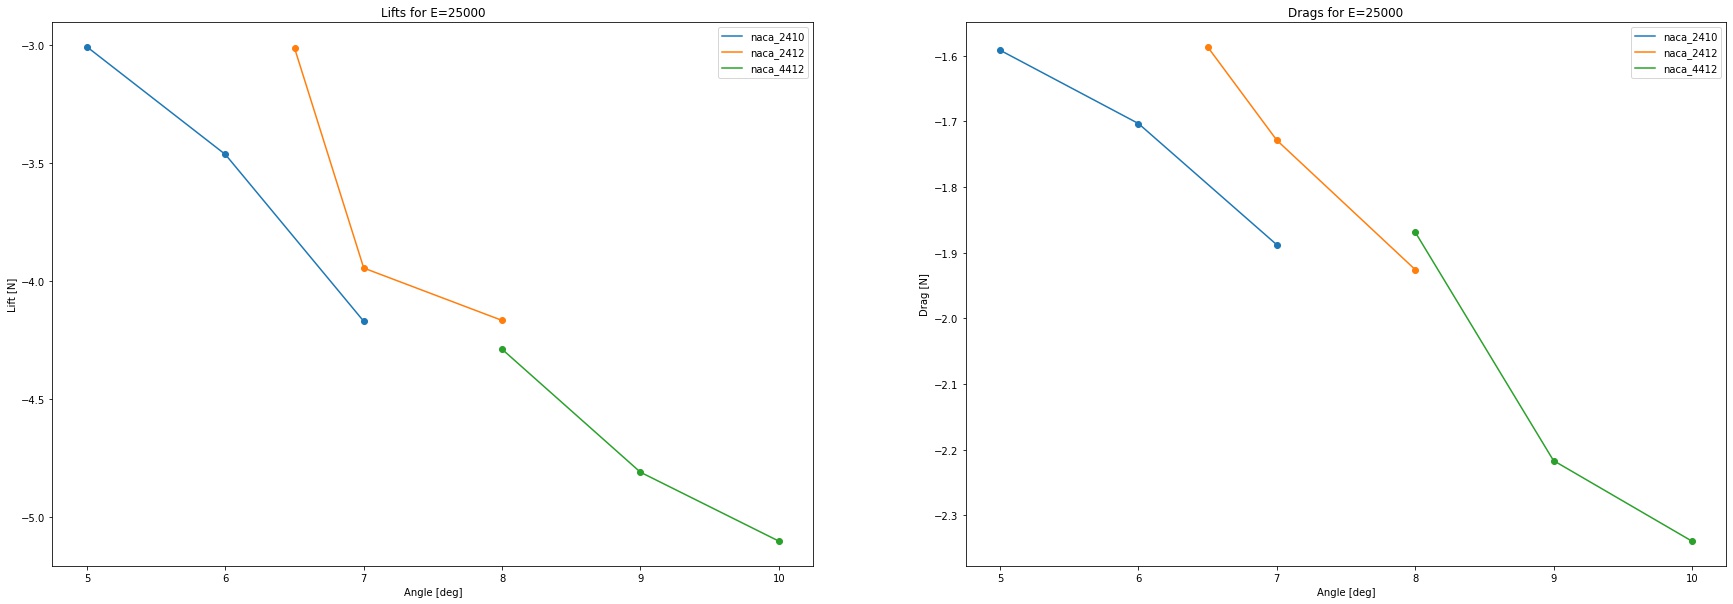 Lifts for E=25000
naca_2410
naca_2412
naca_4412
−3.0
−3.5
−4.0
−4.5
−5.0
Lift [N]
5 6 7 8 9 10
Angle [deg]
Drags for E=25000
naca_2410
naca_2412
naca_4412
−1.6
−1.7
−1.8
−1.9
−2.0
−2.1
−2.2
−2.3
Drag [N]
5 6 7 8 9 10
Angle [deg]